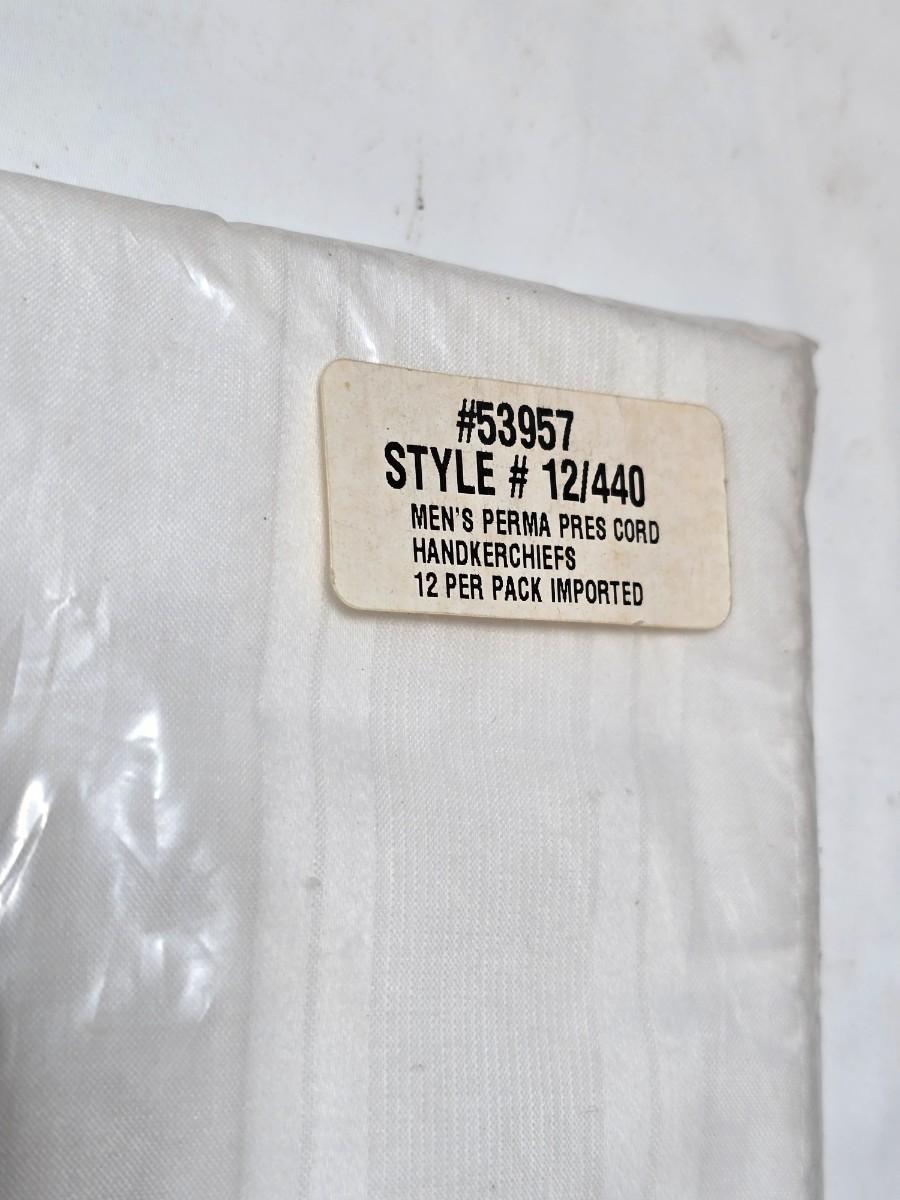 #53957
STYLE # 12/440
MEN'S PERMA PRES CORD
HANDKERCHIEFS
12 PER PACK IMPORTED